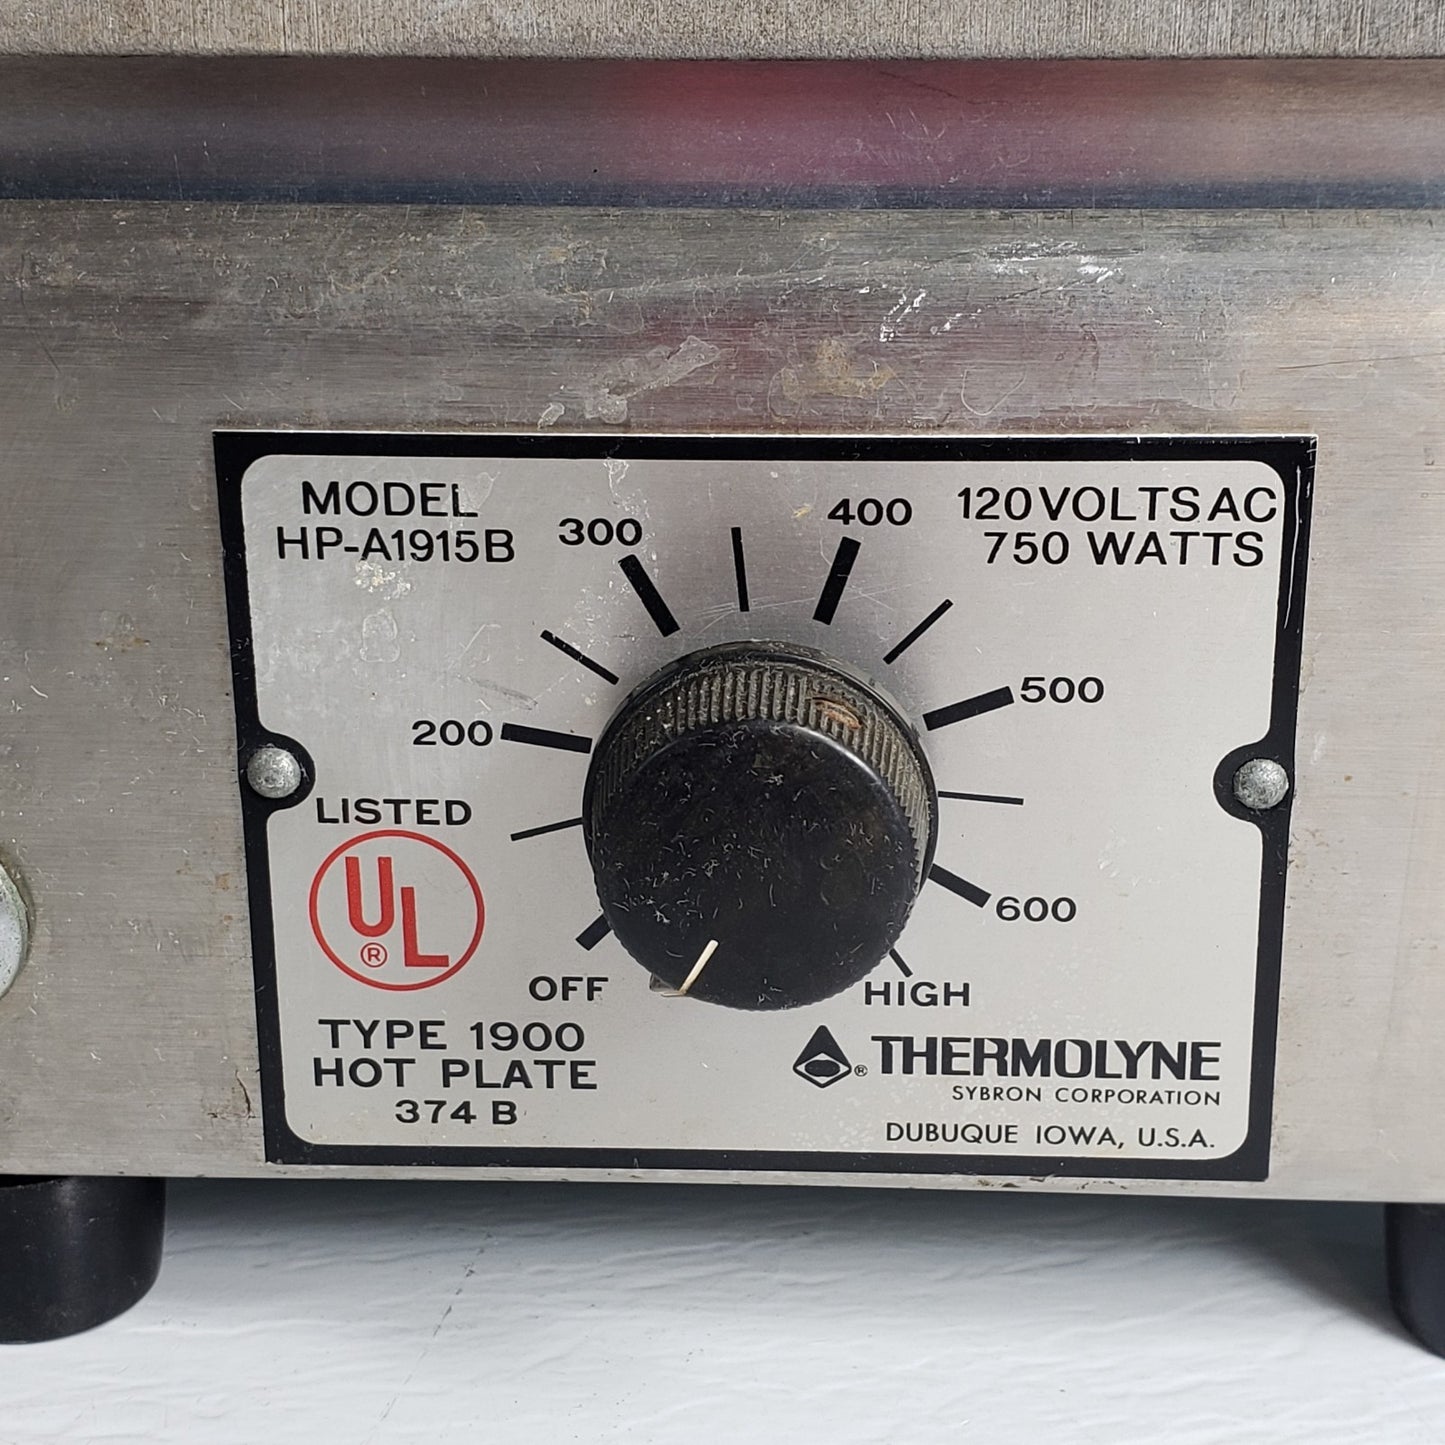 MODEL
HP-A1915B
300
400
120 VOLTS AC
750 WATTS
200
500
LISTED
UL
®
600
OFF
HIGH
TYPE 1900
HOT PLATE
374 B
® THERMOLYNE
SYBRON CORPORATION
DUBUQUE IOWA, U.S.A.